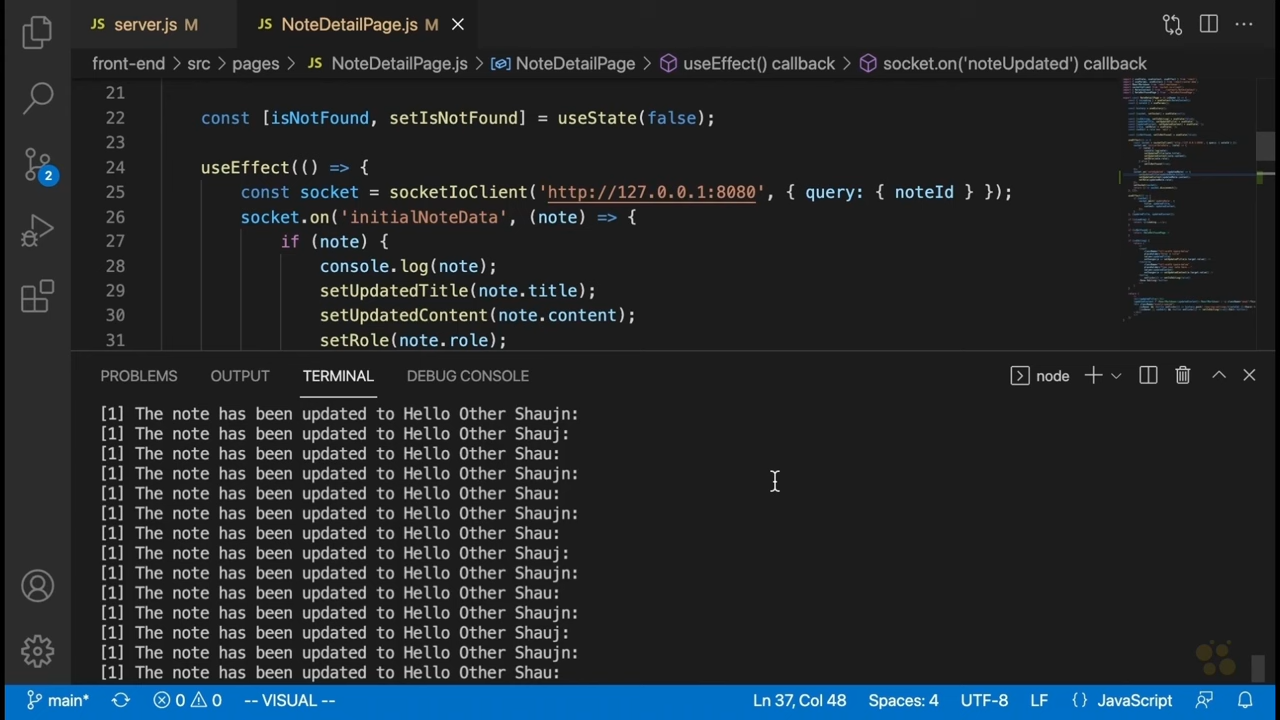 JS server.js M JS NoteDetailPage.js M
front-end > src > pages > JS NoteDetailPage.js > NoteDetailPage > useEffect() callback > socket.on('noteUpdated') callback
21
22 const [isNotFound, setIsNotFound] = useState(false);
23
24 useEffect(() =>
25 const socket = socket lient 'http://127.0.0.1:8080', { query: { noteId } });
26 socket.on('initialNot ata', (note) => {
27 if (note) {
28 console.log(note);
29 setUpdatedTitle(note.title);
30 setUpdatedContent(note.content);
31 setRole(note.role);
PROBLEMS OUTPUT TERMINAL DEBUG CONSOLE node
[1] The note has been updated to Hello Other Shaujn:
[1] The note has been updated to Hello Other Shauj:
[1] The note has been updated to Hello Other Shau:
[1] The note has been updated to Hello Other Shaujn:
[1] The note has been updated to Hello Other Shau:
[1] The note has been updated to Hello Other Shaujn:
[1] The note has been updated to Hello Other Shau:
[1] The note has been updated to Hello Other Shauj:
[1] The note has been updated to Hello Other Shaujn:
[1] The note has been updated to Hello Other Shau:
[1] The note has been updated to Hello Other Shaujn:
[1] The note has been updated to Hello Other Shauj:
[1] The note has been updated to Hello Other Shaujn:
[1] The note has been updated to Hello Other Shau:
2
main* 0 0 -- VISUAL -- Ln 37, Col 48 Spaces: 4 UTF-8 LF {} JavaScript